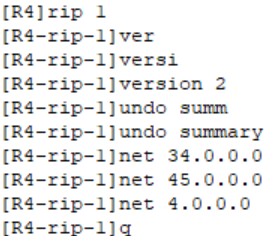 [R4]rip 1
[R4-rip-1]ver
[R4-rip-1]versi
[R4-rip-1]version 2
[R4-rip-1]undo summ
[R4-rip-1]undo summary
[R4-rip-1]net 34.0.0.0
[R4-rip-1]net 45.0.0.0
[R4-rip-1]net 4.0.0.0
[R4-rip-1]q